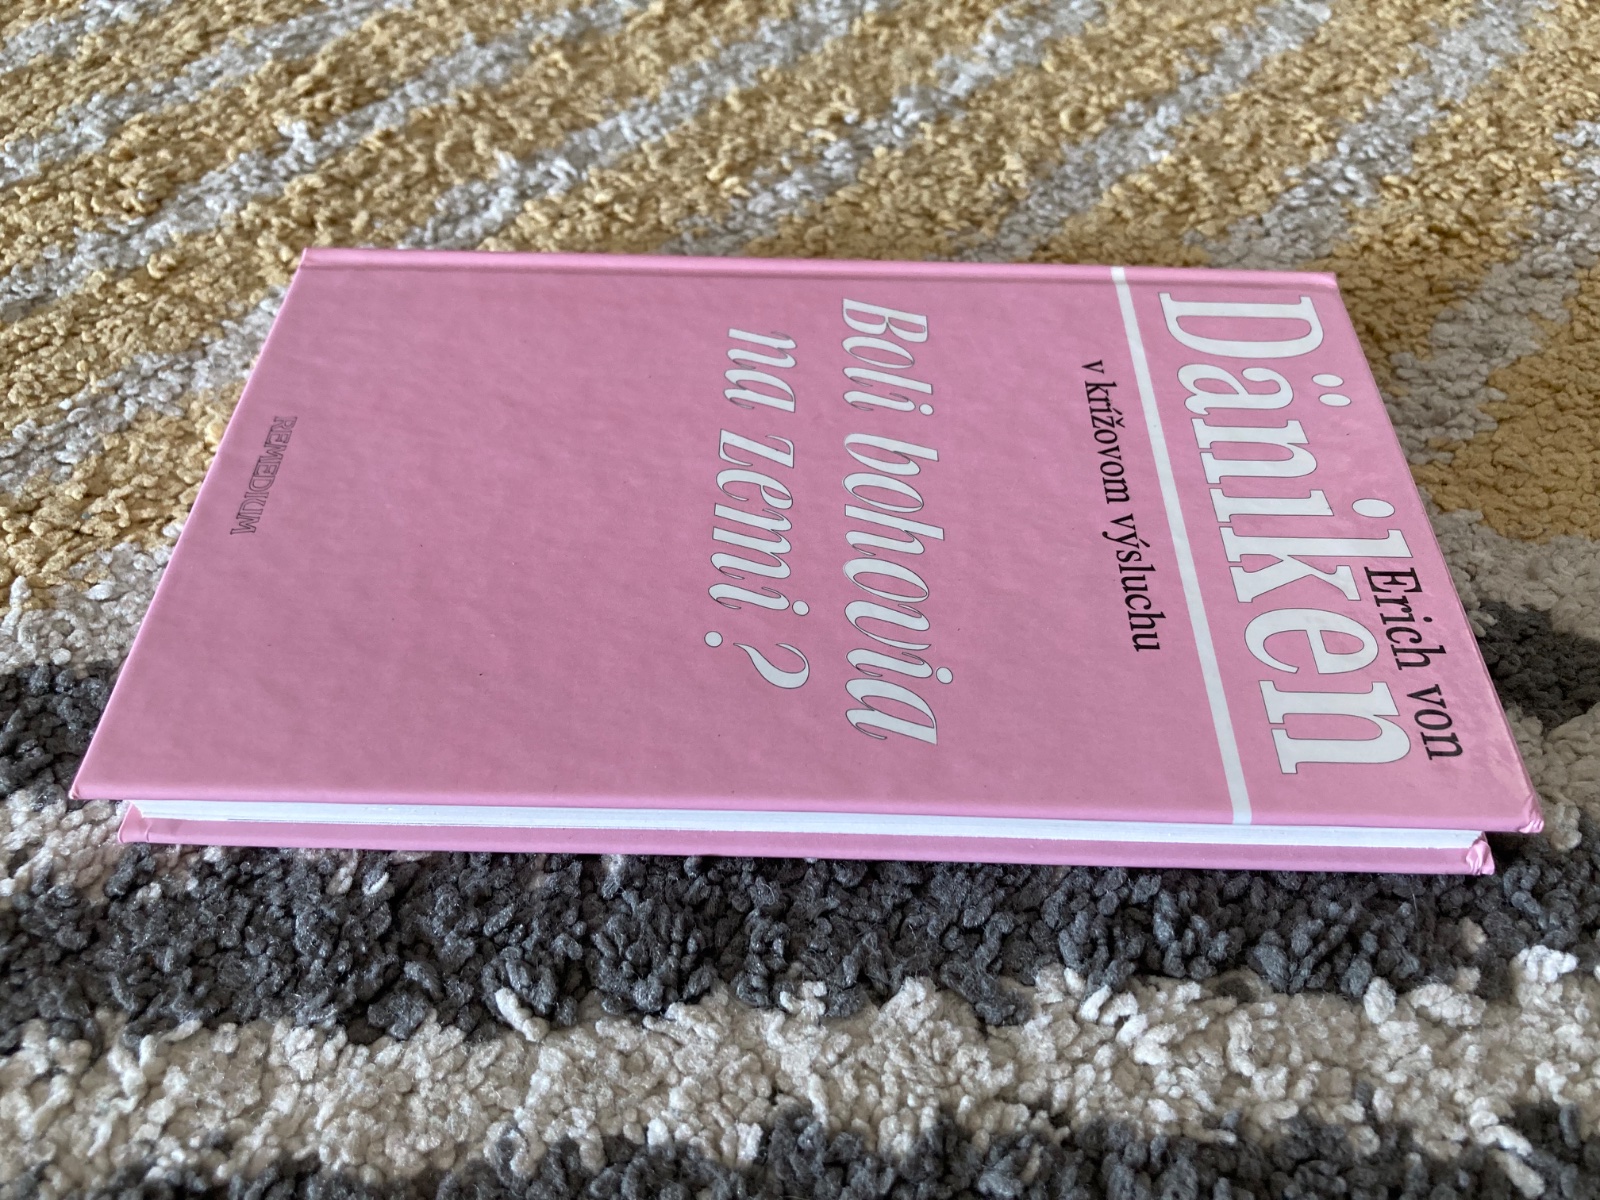 Erich von
Däniken
v krížovom výsluchu
Boli bohovia
na zemi?
REMEDIUM